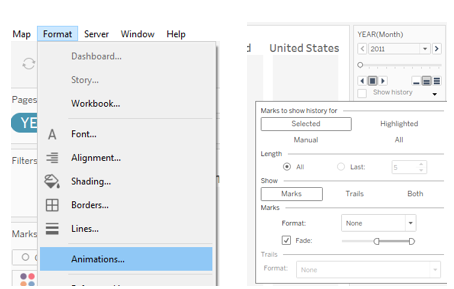 Map Format Server Window Help
Dashboard...
Story...
Workbook...
Pages
YE
A Font...
Alignment...
Filters
Shading...
Borders...
Lines...
Marks
Animations...
d United States
YEAR(Month)
2011
Show history
Marks to show history for
Selected Highlighted
Manual All
Length
All Last: 5
Show
Marks Trails Both
Marks
Format: None
Fade:
Trails
Format: None